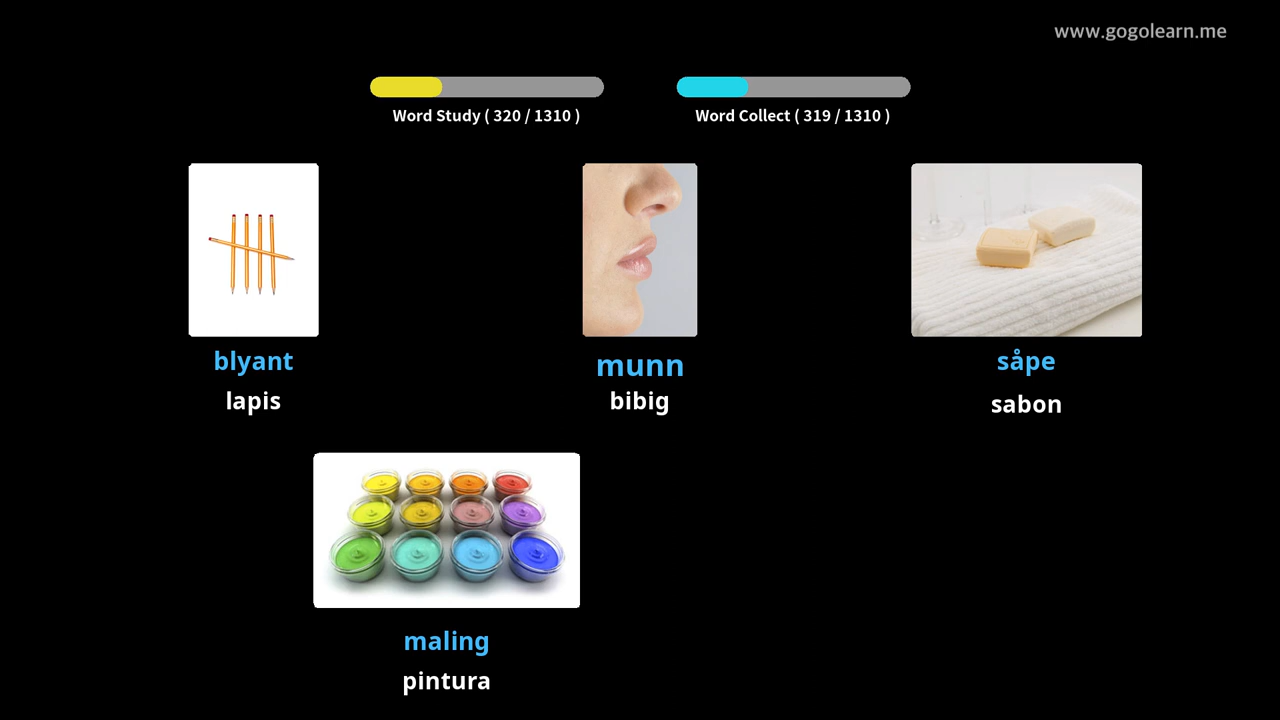 www.gogolearn.me
Word Study ( 320 / 1310 )
Word Collect ( 319 / 1310 )
blyant
lapis
munn
bibig
såpe
sabon
maling
pintura